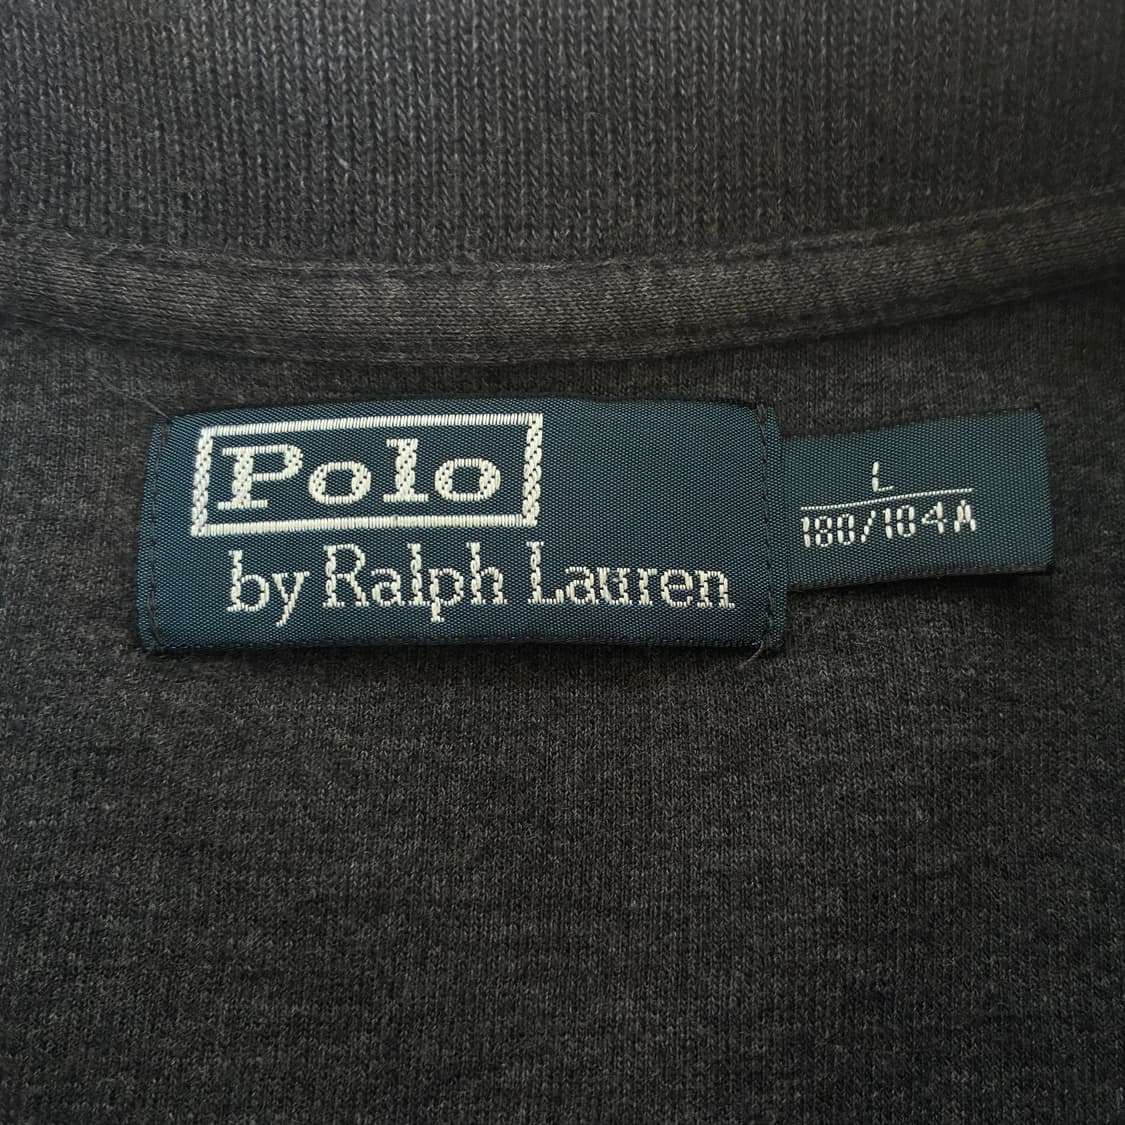 Polo
by Ralph Lauren
L
180/104A